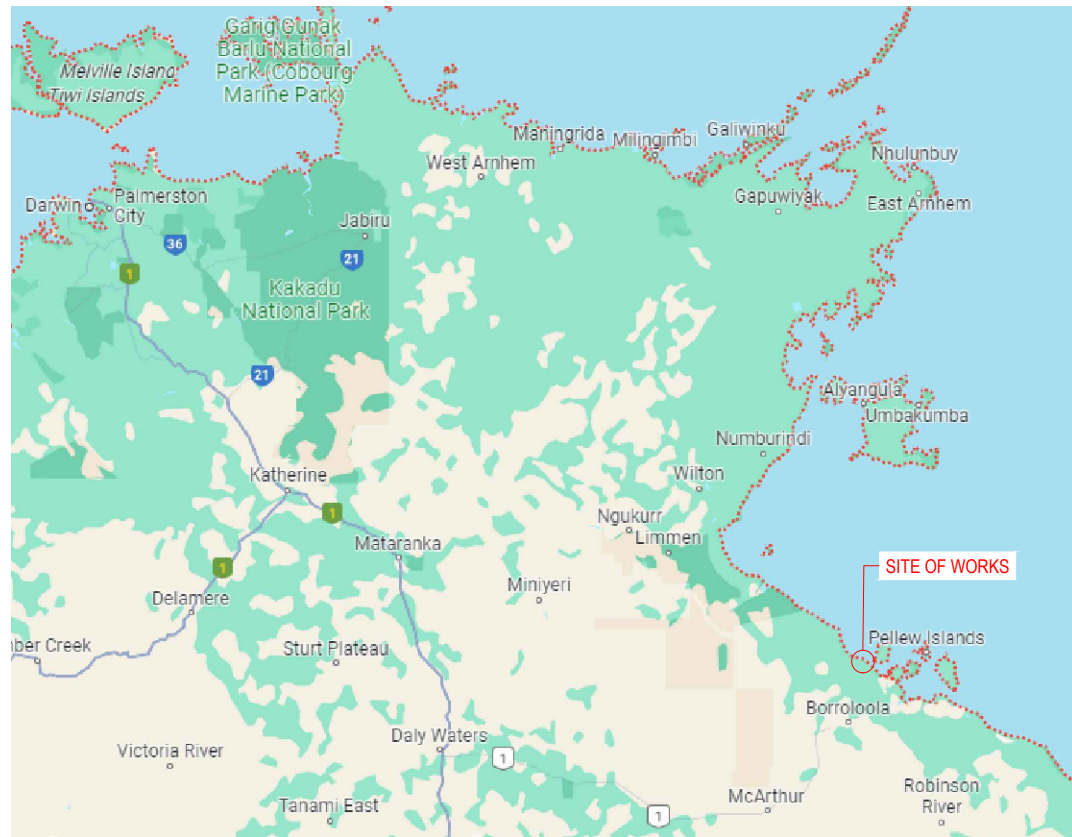 Garig Gunak
Barlu National
Park (Cobourg
Marine Park)
Melville Island
Tiwi Islands
Maningrida
Milingimbi
Galiwinku
Nhulunbuy
West Arnhem
Gapuwiyak
East Arnhem
Darwin
Palmerston
City
Jabiru
36
21
1
Kakadu
National Park
21
Alyangula
Umbakumba
Numburindi
Katherine
Wilton
1
Ngukurr
Limmen
Mataranka
1
SITE OF WORKS
Miniyeri
Delamere
Pellew Islands
ber Creek
Sturt Plateau
Borroloola
Daly Waters
Victoria River
1
McArthur
Robinson
River
Tanami East
1